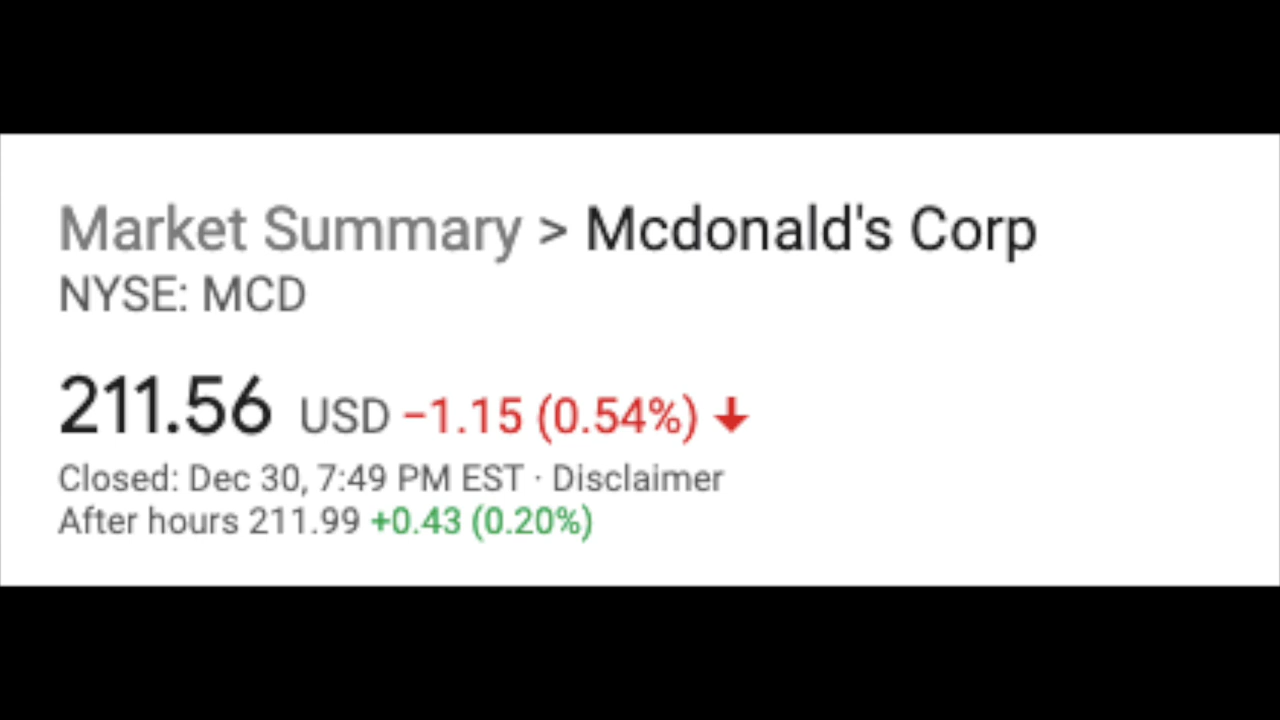 Market Summary > Mcdonald's Corp
NYSE: MCD
211.56 USD −1.15 (0.54%) ↓
Closed: Dec 30, 7:49 PM EST · Disclaimer
After hours 211.99 +0.43 (0.20%)